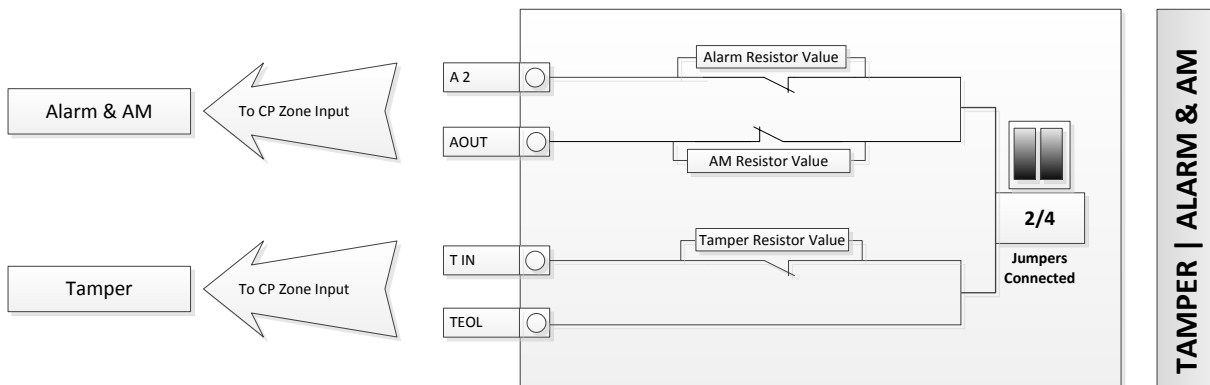 Alarm & AM
To CP Zone Input
A 2
AOUT
Alarm Resistor Value
AM Resistor Value
Tamper
To CP Zone Input
T IN
TEOL
Tamper Resistor Value
2/4
Jumpers
Connected
TAMPER | ALARM & AM